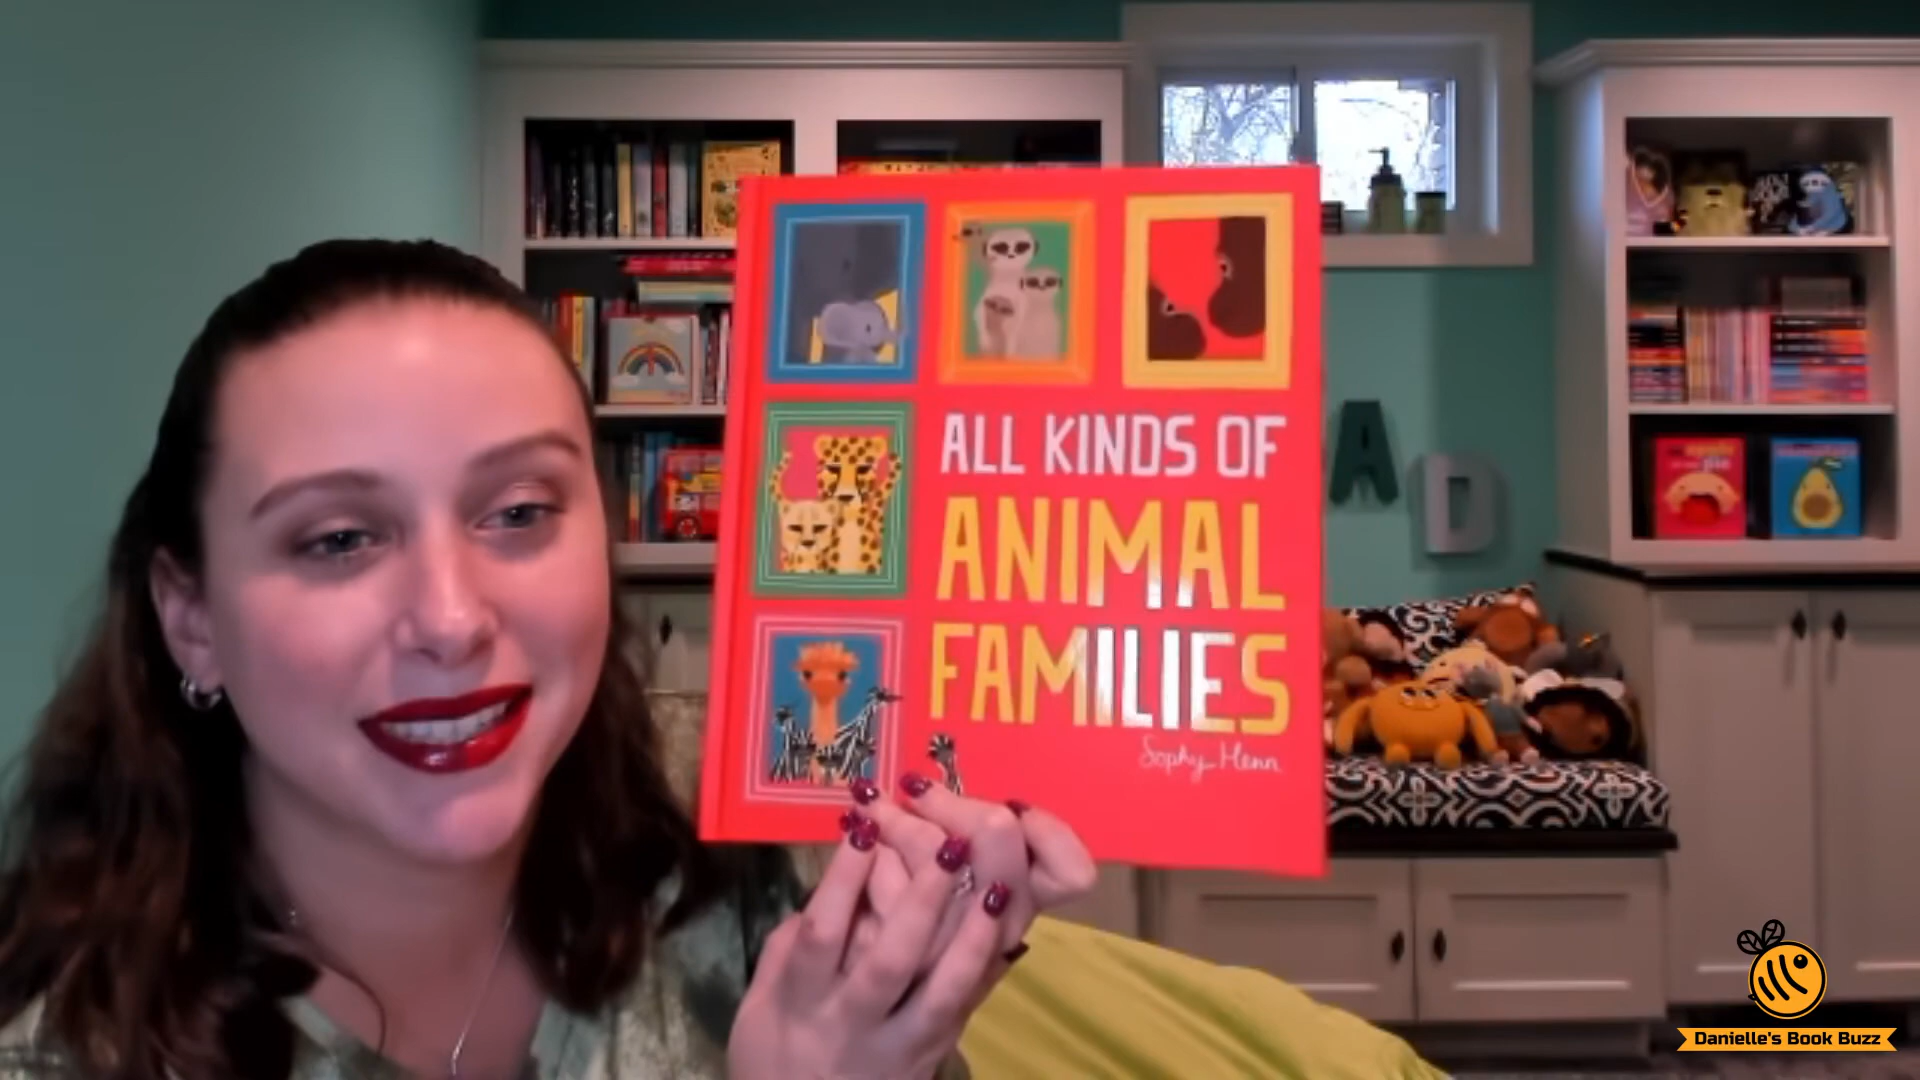 ALL KINDS OF
ANIMAL
FAMILIES
Sophy Henn
A
D
Danielle's Book Buzz